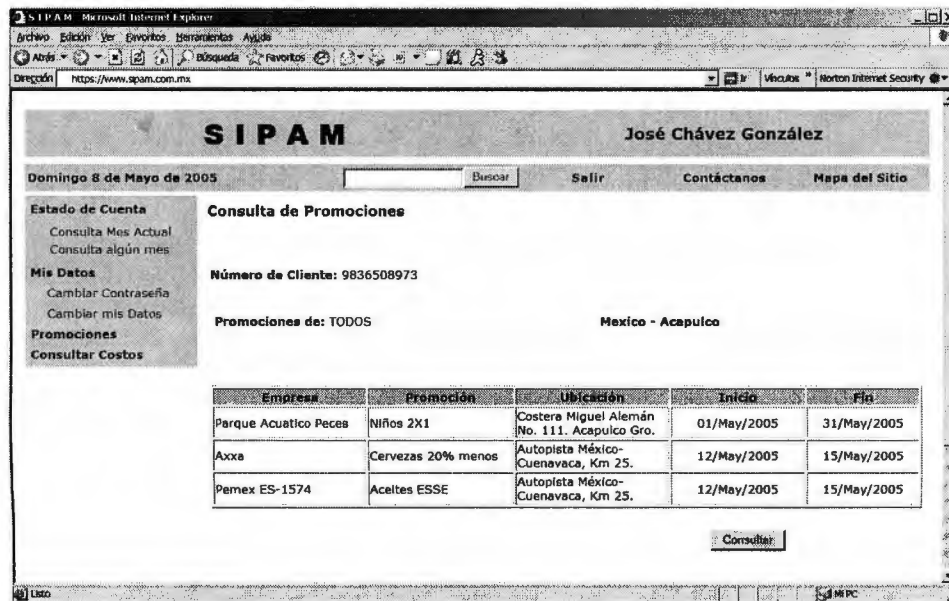 S I P A M - Microsoft Internet Explorer
Archivo Edición Ver Favoritos Herramientas Ayuda
Atrás Búsqueda Favoritos
Dirección https://www.sipam.com.mx Ir Vínculos » Norton Internet Security
S I P A M José Chávez González
Domingo 8 de Mayo de 2005 Buscar Salir Contáctanos Mapa del Sitio
Estado de Cuenta
Consulta Mes Actual
Consulta algún mes
Mis Datos
Cambiar Contraseña
Cambiar mis Datos
Promociones
Consultar Costos
Consulta de Promociones
Número de Cliente: 9836508973
Promociones de: TODOS Mexico - Acapulco
Empresa Promoción Ubicación Inicio Fin
Parque Acuatico Peces Niños 2X1 Costera Miguel Alemán
No. 111. Acapulco Gro. 01/May/2005 31/May/2005
Axxa Cervezas 20% menos Autopista México-
Cuenavaca, Km 25. 12/May/2005 15/May/2005
Pemex ES-1574 Aceites ESSE Autopista México-
Cuenavaca, Km 25. 12/May/2005 15/May/2005
Consultar
Listo Mi PC